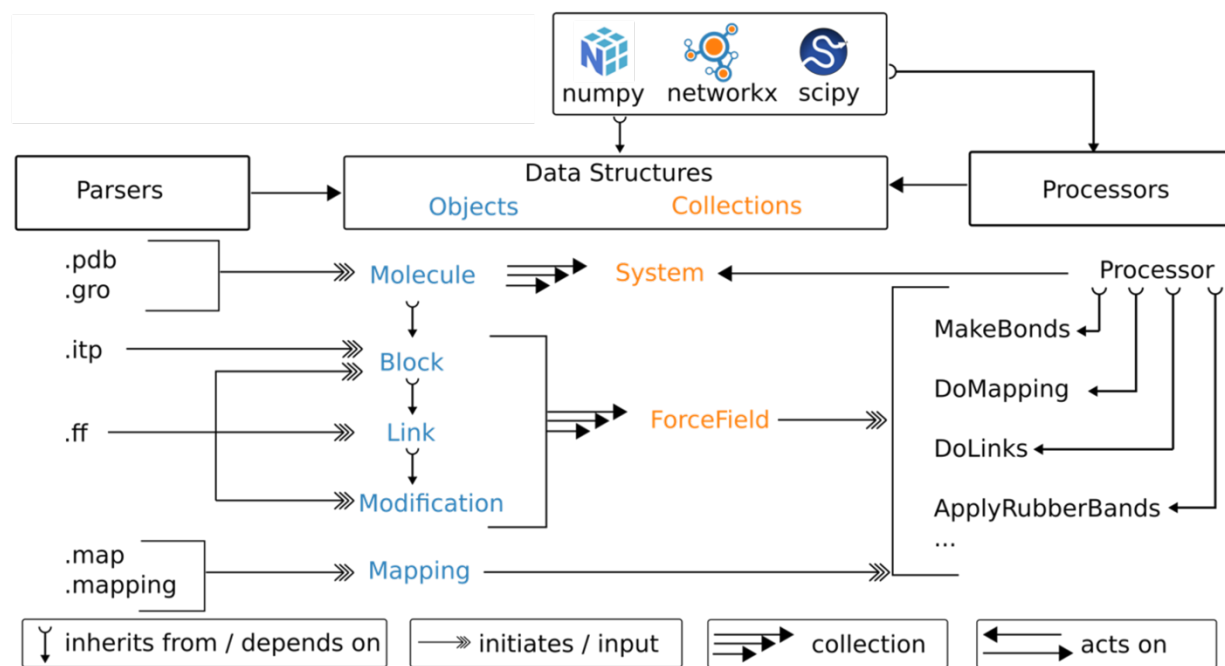 numpy networkx scipy
Parsers
Data Structures
Objects Collections
Processors
.pdb
.gro
Molecule
System
Processor
MakeBonds
.itp
Block
DoMapping
.ff
Link
ForceField
DoLinks
Modification
ApplyRubberBands
...
.map
.mapping
Mapping
inherits from / depends on
initiates / input
collection
acts on